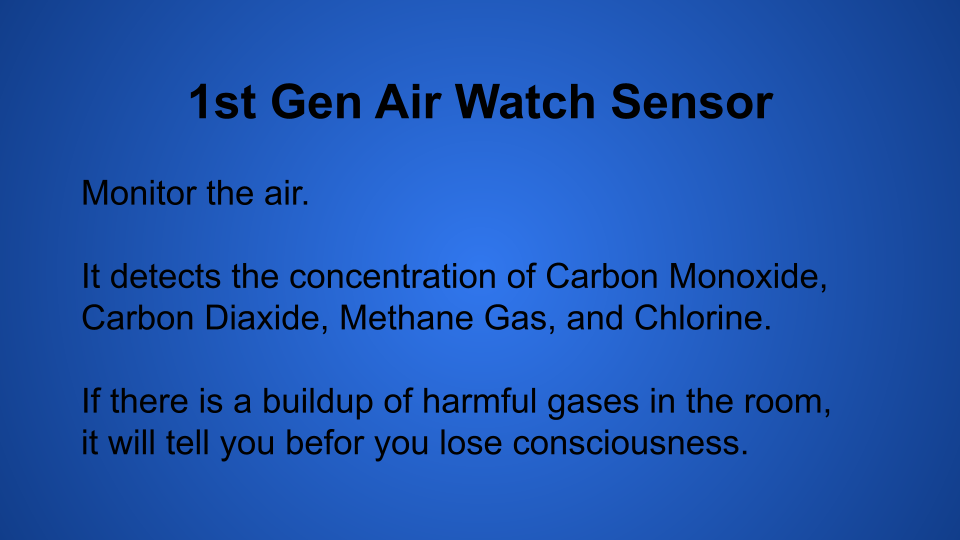 1st Gen Air Watch Sensor
Monitor the air.
It detects the concentration of Carbon Monoxide,
Carbon Diaxide, Methane Gas, and Chlorine.
If there is a buildup of harmful gases in the room,
it will tell you befor you lose consciousness.